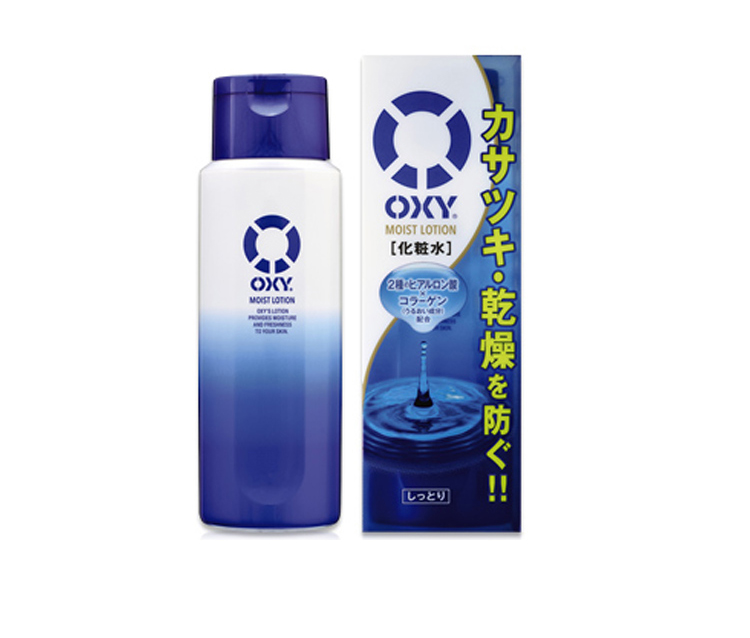 OXY.
MOIST LOTION
OXY'S LOTION
PROVIDES MOISTURE
AND FRESHNESS
TO YOUR SKIN.
OXY®
MOIST LOTION
[化粧水]
2種のヒアルロン酸
×
コラーゲン
(うるおい成分)
配合
SKIN.
カサツキ・乾燥を防ぐ!!
しっとり